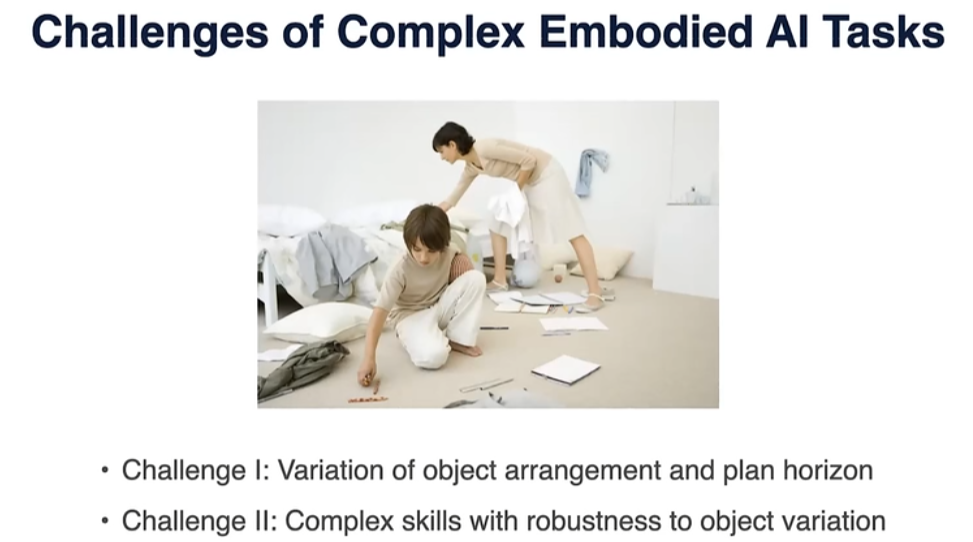 Challenges of Complex Embodied AI Tasks
• Challenge I: Variation of object arrangement and plan horizon
• Challenge II: Complex skills with robustness to object variation